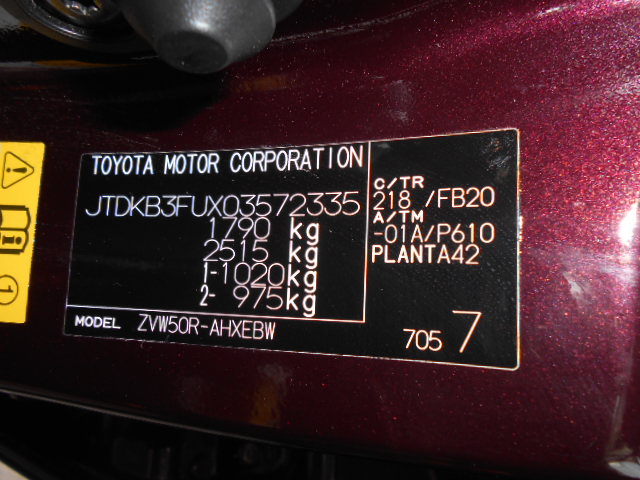 TOYOTA MOTOR CORPORATION
JTDKB3FUX03572335
1790 kg
2515 kg
1-1020kg
2- 975kg
MODEL ZVW50R-AHXEBW
C/TR
218 /FB20
A/TM
-01A/P610
PLANTA42
705 7
1